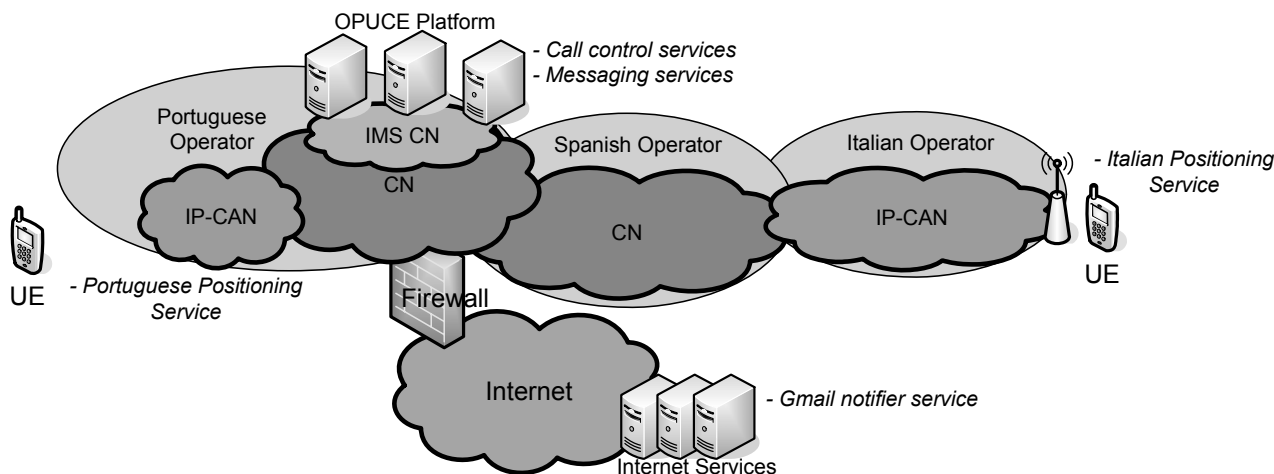 OPUCE Platform
- Call control services
- Messaging services
Portuguese
Operator
IMS CN
Spanish Operator
Italian Operator
- Italian Positioning
Service
CN
IP-CAN
CN
IP-CAN
UE
UE
- Portuguese Positioning
Service
Firewall
Internet
- Gmail notifier service
Internet Services